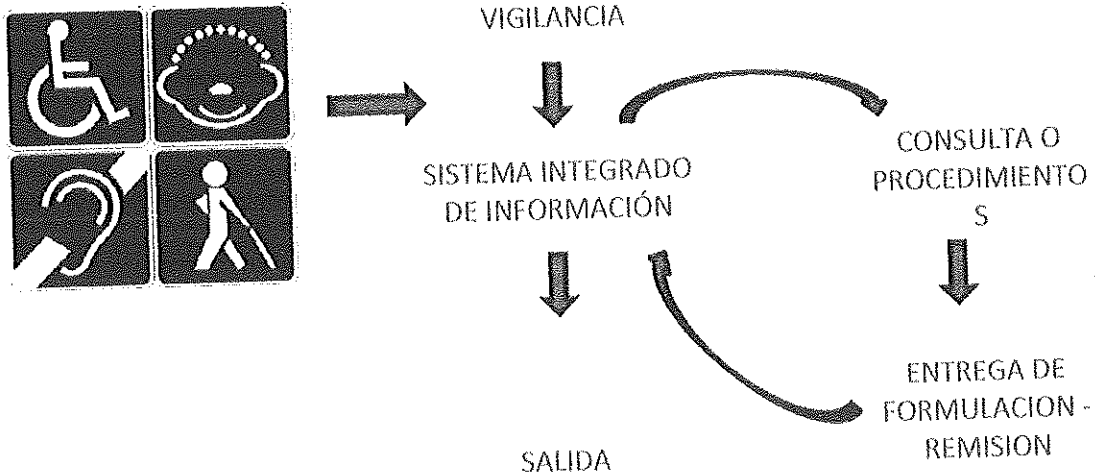 VIGILANCIA
SISTEMA INTEGRADO
DE INFORMACIÓN
CONSULTA O
PROCEDIMIENTO
S
ENTREGA DE
FORMULACION -
REMISION
SALIDA